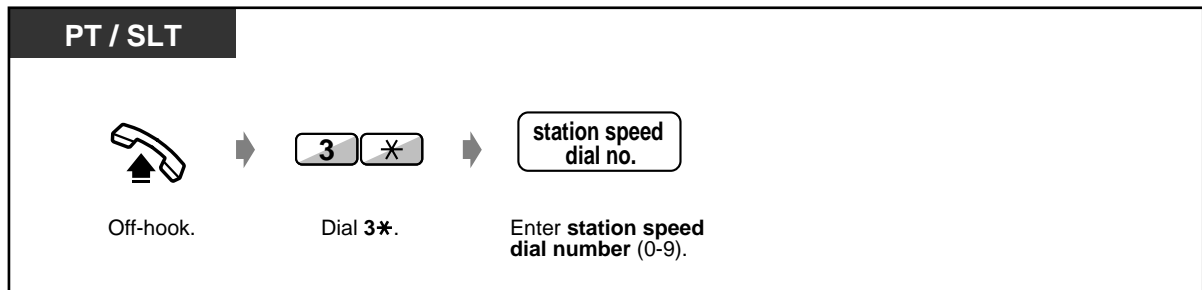 PT / SLT
3 ✳
station speed
dial no.
Off-hook.
Dial 3✳.
Enter station speed
dial number (0-9).